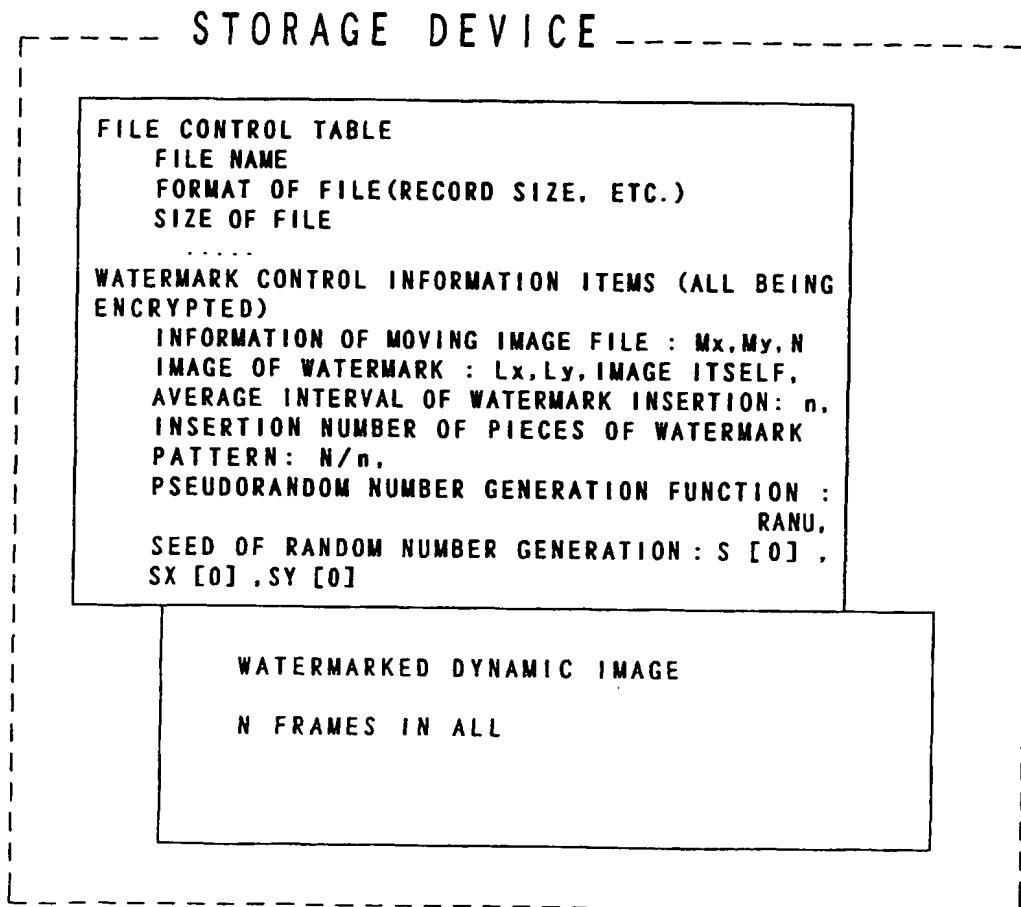 STORAGE DEVICE
FILE CONTROL TABLE
FILE NAME
FORMAT OF FILE(RECORD SIZE, ETC.)
SIZE OF FILE
.....
WATERMARK CONTROL INFORMATION ITEMS (ALL BEING
ENCRYPTED)
INFORMATION OF MOVING IMAGE FILE : Mx,My,N
IMAGE OF WATERMARK : Lx,Ly,IMAGE ITSELF,
AVERAGE INTERVAL OF WATERMARK INSERTION: n,
INSERTION NUMBER OF PIECES OF WATERMARK
PATTERN: N/n,
PSEUDORANDOM NUMBER GENERATION FUNCTION :
RANU,
SEED OF RANDOM NUMBER GENERATION : S [0] ,
SX [0] ,SY [0]
WATERMARKED DYNAMIC IMAGE
N FRAMES IN ALL